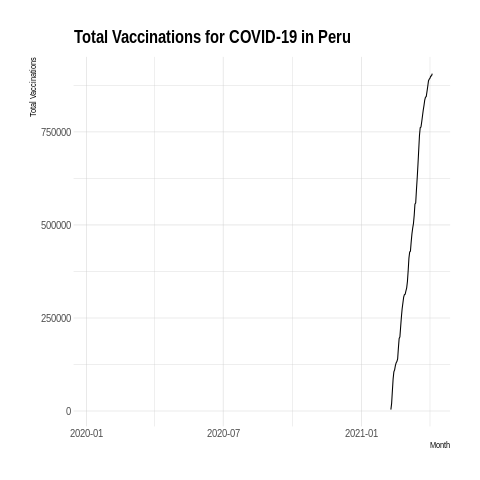 Total Vaccinations for COVID-19 in Peru
Total Vaccinations
750000
500000
250000
0
2020-01
2020-07
2021-01
Month